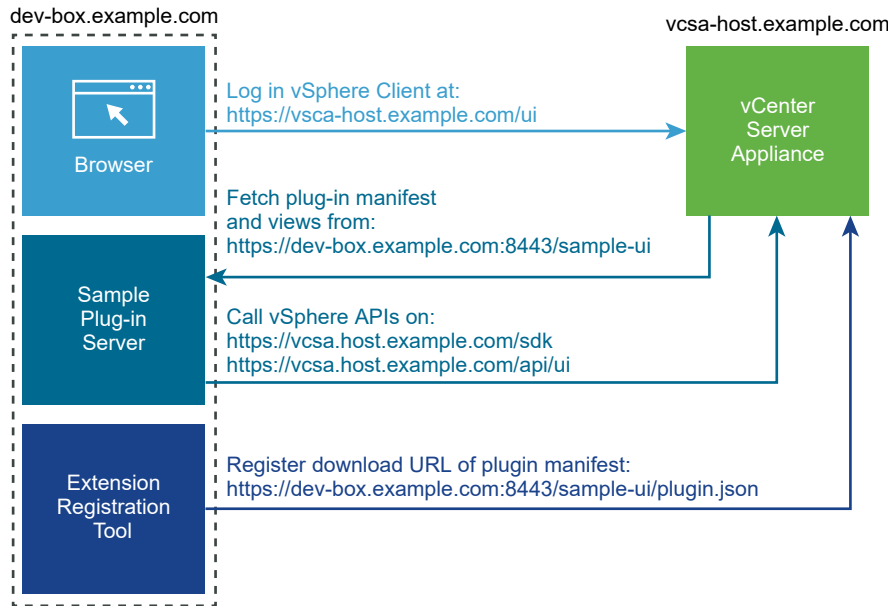 dev-box.example.com
vcsa-host.example.com
Browser
Log in vSphere Client at:
https://vsca-host.example.com/ui
vCenter
Server
Appliance
Fetch plug-in manifest
and views from:
https://dev-box.example.com:8443/sample-ui
Sample
Plug-in
Server
Call vSphere APIs on:
https://vcsa.host.example.com/sdk
https://vcsa.host.example.com/api/ui
Extension
Registration
Tool
Register download URL of plugin manifest:
https://dev-box.example.com:8443/sample-ui/plugin.json